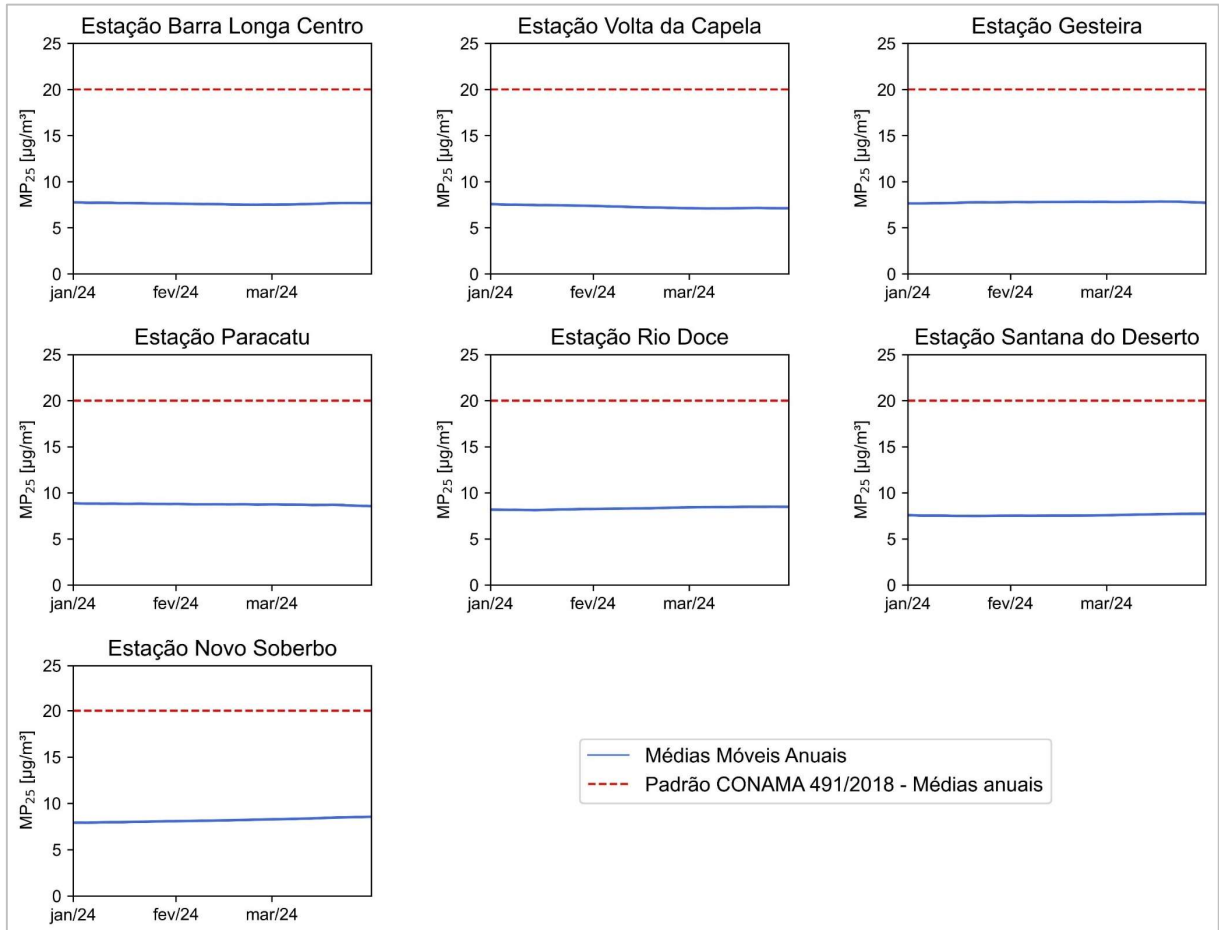 Estação Barra Longa Centro
MP₂₅ [µg/m³]
25
20
15
10
5
0
jan/24 fev/24 mar/24
Estação Volta da Capela
MP₂₅ [µg/m³]
25
20
15
10
5
0
jan/24 fev/24 mar/24
Estação Gesteira
MP₂₅ [µg/m³]
25
20
15
10
5
0
jan/24 fev/24 mar/24
Estação Paracatu
MP₂₅ [µg/m³]
25
20
15
10
5
0
jan/24 fev/24 mar/24
Estação Rio Doce
MP₂₅ [µg/m³]
25
20
15
10
5
0
jan/24 fev/24 mar/24
Estação Santana do Deserto
MP₂₅ [µg/m³]
25
20
15
10
5
0
jan/24 fev/24 mar/24
Estação Novo Soberbo
MP₂₅ [µg/m³]
25
20
15
10
5
0
jan/24 fev/24 mar/24
Médias Móveis Anuais
Padrão CONAMA 491/2018 - Médias anuais